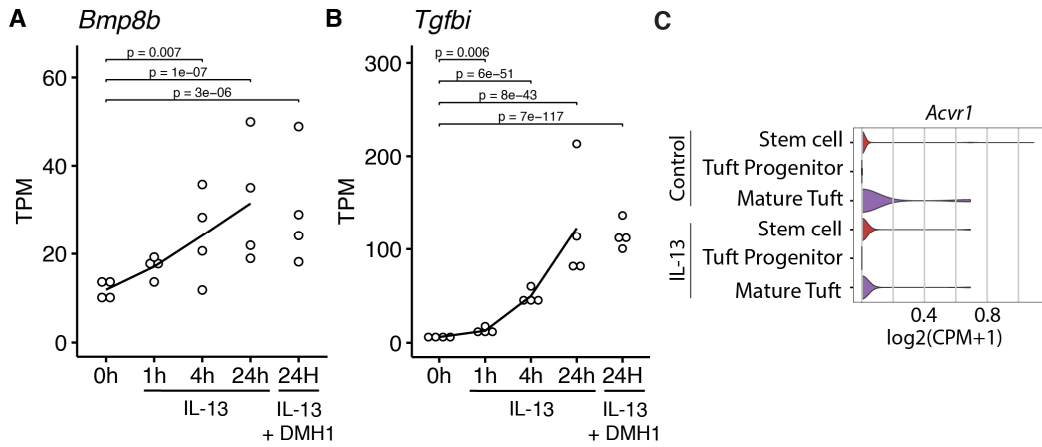 A
Bmp8b
TPM
60
40
20
0
p = 0.007
p = 1e−07
p = 3e−06
0h 1h 4h 24h 24H
IL-13 IL-13
+ DMH1
B
Tgfbi
TPM
300
200
100
0
p = 0.006
p = 6e−51
p = 8e−43
p = 7e−117
0h 1h 4h 24h 24H
IL-13 IL-13
+ DMH1
C
Acvr1
Control
Stem cell
Tuft Progenitor
Mature Tuft
IL-13
Stem cell
Tuft Progenitor
Mature Tuft
0.4 0.8
log2(CPM+1)